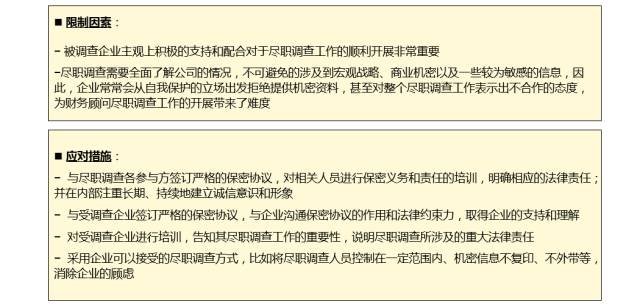 ■ 限制因素：
– 被调查企业主观上积极的支持和配合对于尽职调查工作的顺利开展非常重要
–尽职调查需要全面了解公司的情况，不可避免的涉及到宏观战略、商业机密以及一些较为敏感的信息，因
此，企业常常会从自我保护的立场出发拒绝提供机密资料，甚至对整个尽职调查工作表示出不合作的态度，
为财务顾问尽职调查工作的开展带来了难度
■ 应对措施：
– 与尽职调查各参与方签订严格的保密协议，对相关人员进行保密义务和责任的培训，明确相应的法律责任；
并在内部注重长期、持续地建立诚信意识和形象
– 与受调查企业签订严格的保密协议，与企业沟通保密协议的作用和法律约束力，取得企业的支持和理解
– 对受调查企业进行培训，告知其尽职调查工作的重要性，说明尽职调查所涉及的重大法律责任
– 采用企业可以接受的尽职调查方式，比如将尽职调查人员控制在一定范围内、机密信息不复印、不外带等，
消除企业的顾虑